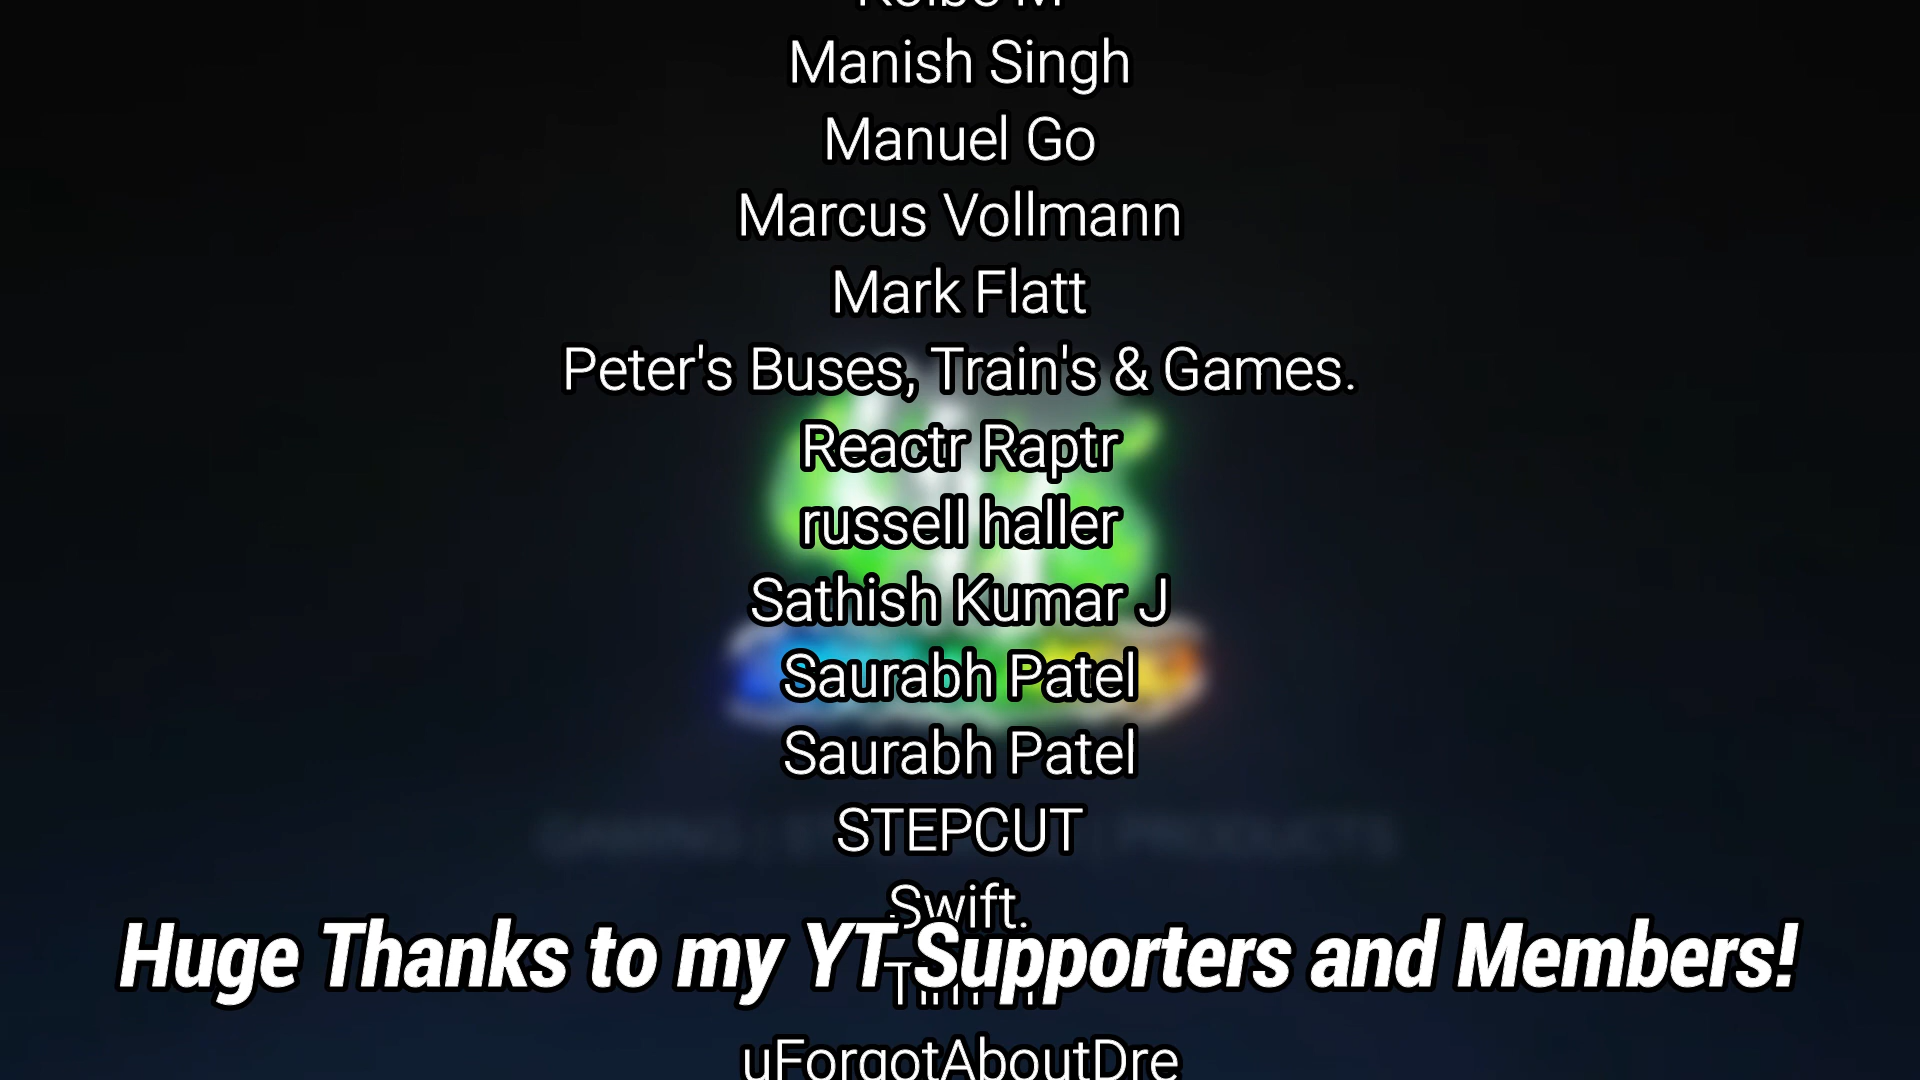 Manish Singh
Manuel Go
Marcus Vollmann
Mark Flatt
Peter's Buses, Train's & Games.
Reactr Raptr
russell haller
Sathish Kumar J
Saurabh Patel
Saurabh Patel
STEPCUT
Swift.
Huge Thanks to my YT Supporters and Members!
uForgotAboutDre